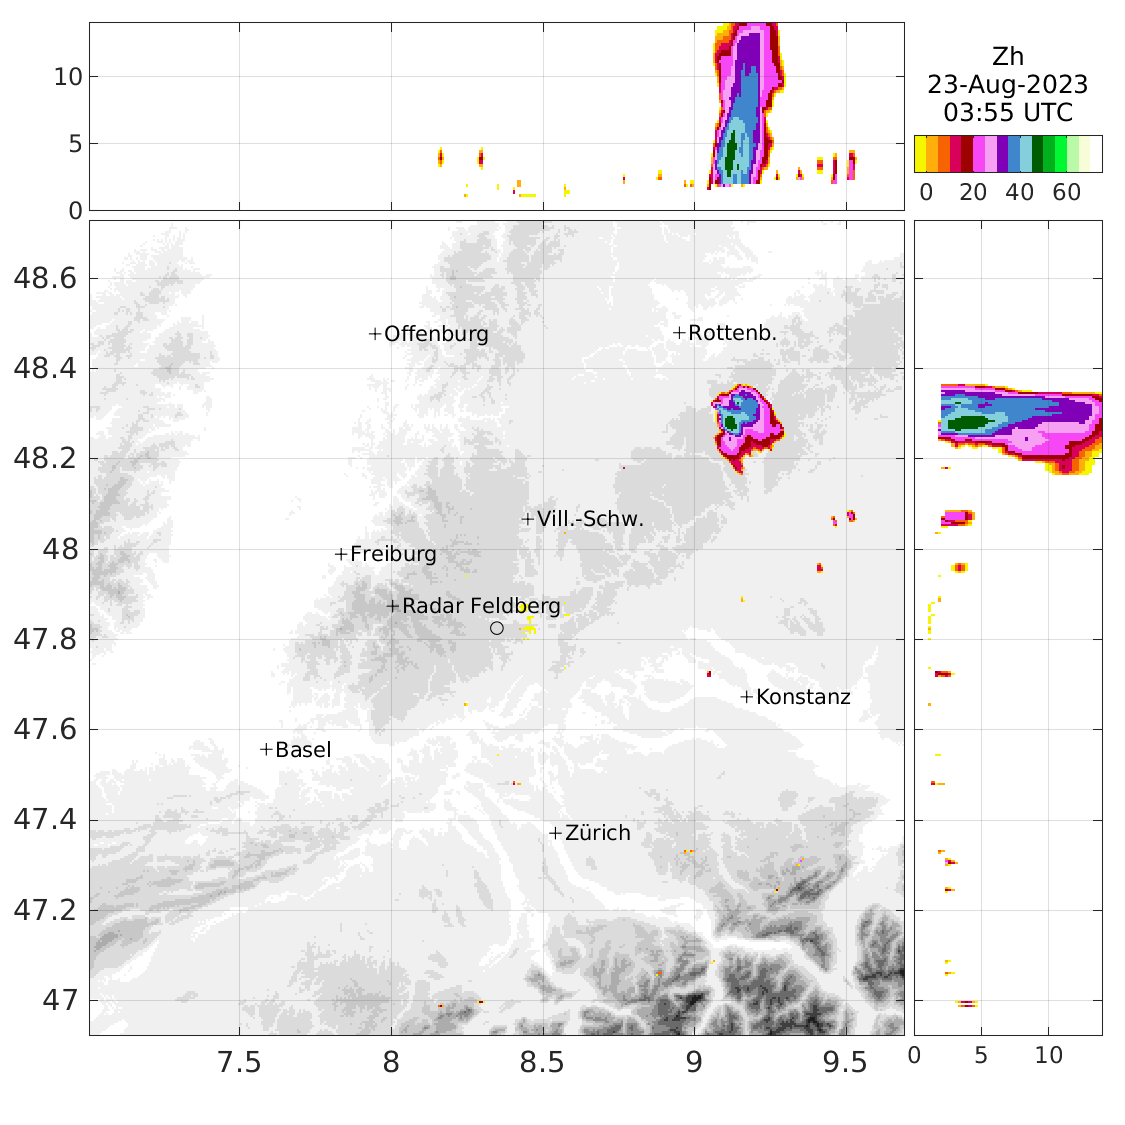 10
5
0
Zh
23-Aug-2023
03:55 UTC
0 20 40 60
48.6
48.4
48.2
48
47.8
47.6
47.4
47.2
47
Offenburg
Rottenb.
Vill.-Schw.
Freiburg
Radar Feldberg
Konstanz
Basel
Zürich
7.5 8 8.5 9 9.5
0 5 10